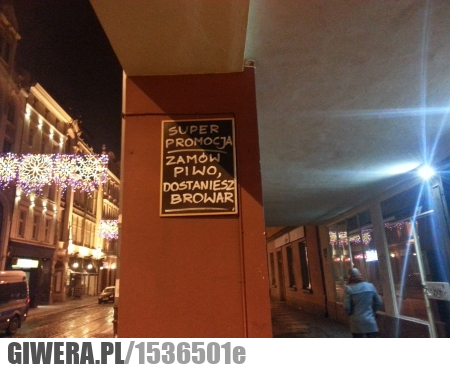 SUPER
PROMOCJA
ZAMÓW
PIWO,
DOSTANIESZ
BROWAR
GIWERA.PL/1536501e